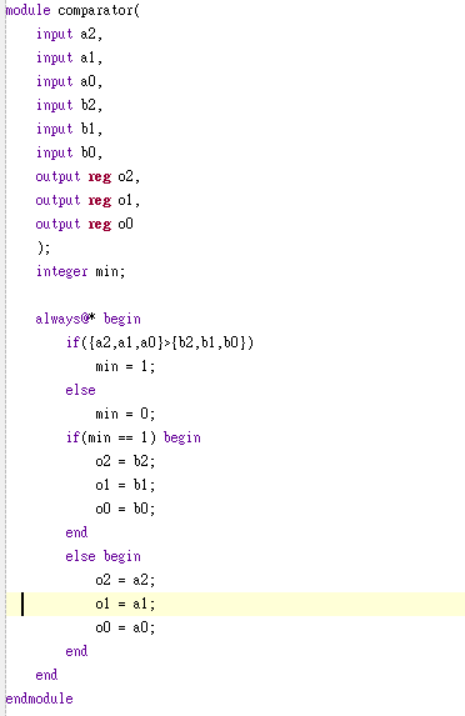 module comparator(
    input a2,
    input a1,
    input a0,
    input b2,
    input b1,
    input b0,
    output reg o2,
    output reg o1,
    output reg o0
    );
    integer min;

    always@* begin
        if({a2,a1,a0}>{b2,b1,b0})
            min = 1;
        else
            min = 0;
        if(min == 1) begin
            o2 = b2;
            o1 = b1;
            o0 = b0;
        end
        else begin
            o2 = a2;
            o1 = a1;
            o0 = a0;
        end
    end
endmodule